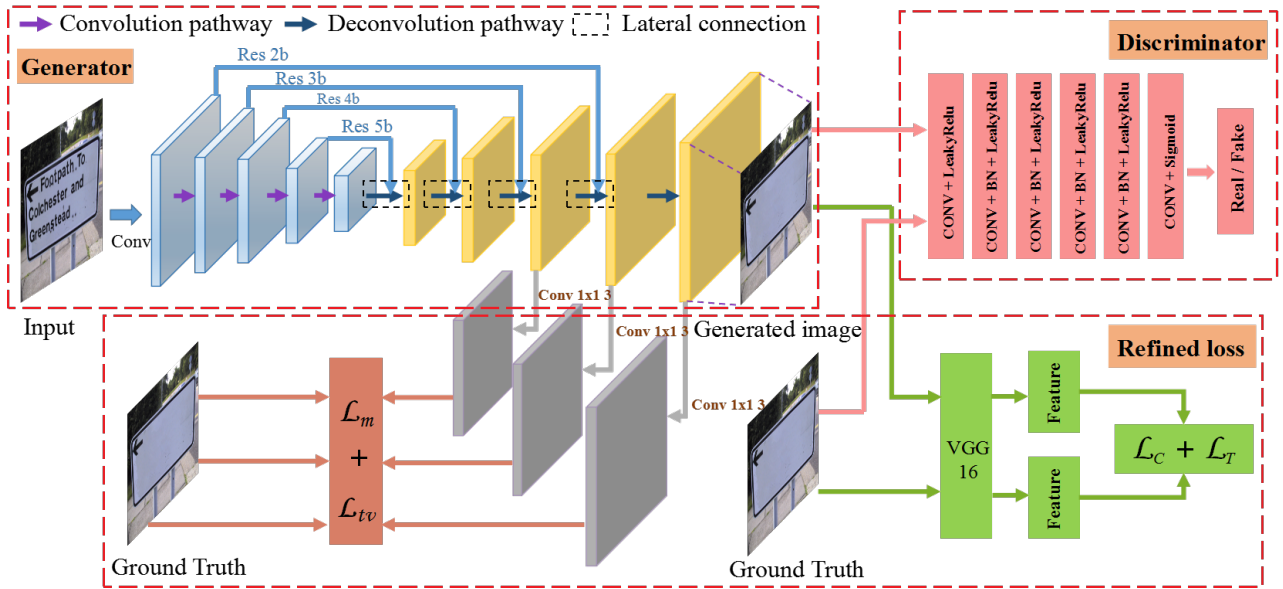 Convolution pathway
Deconvolution pathway
Lateral connection
Generator
Res 2b
Res 3b
Res 4b
Res 5b
Footpath To
Colchester and
Greenstead..
Conv
Input
Conv 1x1 3
Conv 1x1 3
Conv 1x1 3
Generated image
Discriminator
CONV + LeakyRelu
CONV + BN + LeakyRelu
CONV + BN + LeakyRelu
CONV + BN + LeakyRelu
CONV + BN + LeakyRelu
CONV + Sigmoid
Real / Fake
Refined loss
ℒm
+
ℒtv
Ground Truth
Ground Truth
VGG
16
Feature
Feature
ℒC + ℒT